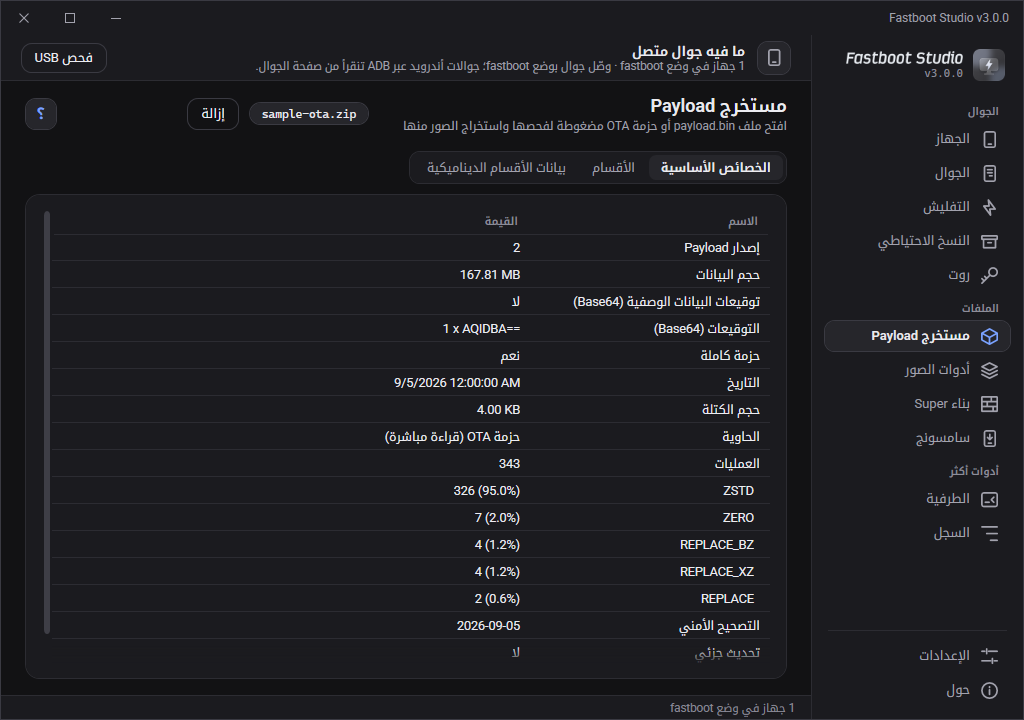 Fastboot Studio v3.0.0
Fastboot Studio
v3.0.0
الجوال
الجهاز
الجوال
التفليش
النسخ الاحتياطي
روت
الملفات
مستخرج Payload
أدوات الصور
بناء Super
سامسونج
أدوات أكثر
الطرفية
السجل
الإعدادات
حول
ما فيه جوال متصل
1 جهاز في وضع fastboot · وصّل جوال بوضع fastboot؛ جوالات أندرويد عبر ADB تنقرأ من صفحة الجوال.
فحص USB
مستخرج Payload
افتح ملف payload.bin أو حزمة OTA مضغوطة لفحصها واستخراج الصور منها
sample-ota.zip
إزالة
؟
الخصائص الأساسية
الأقسام
بيانات الأقسام الديناميكية
الاسم القيمة
إصدار Payload 2
حجم البيانات 167.81 MB
توقيعات البيانات الوصفية (Base64) لا
التوقيعات (Base64) 1 x AQIDBA==
حزمة كاملة نعم
التاريخ 9/5/2026 12:00:00 AM
حجم الكتلة 4.00 KB
الحاوية حزمة OTA (قراءة مباشرة)
العمليات 343
ZSTD 326 (95.0%)
ZERO 7 (2.0%)
REPLACE_BZ 4 (1.2%)
REPLACE_XZ 4 (1.2%)
REPLACE 2 (0.6%)
التصحيح الأمني 2026-09-05
تحديث جزئي لا
1 جهاز في وضع fastboot